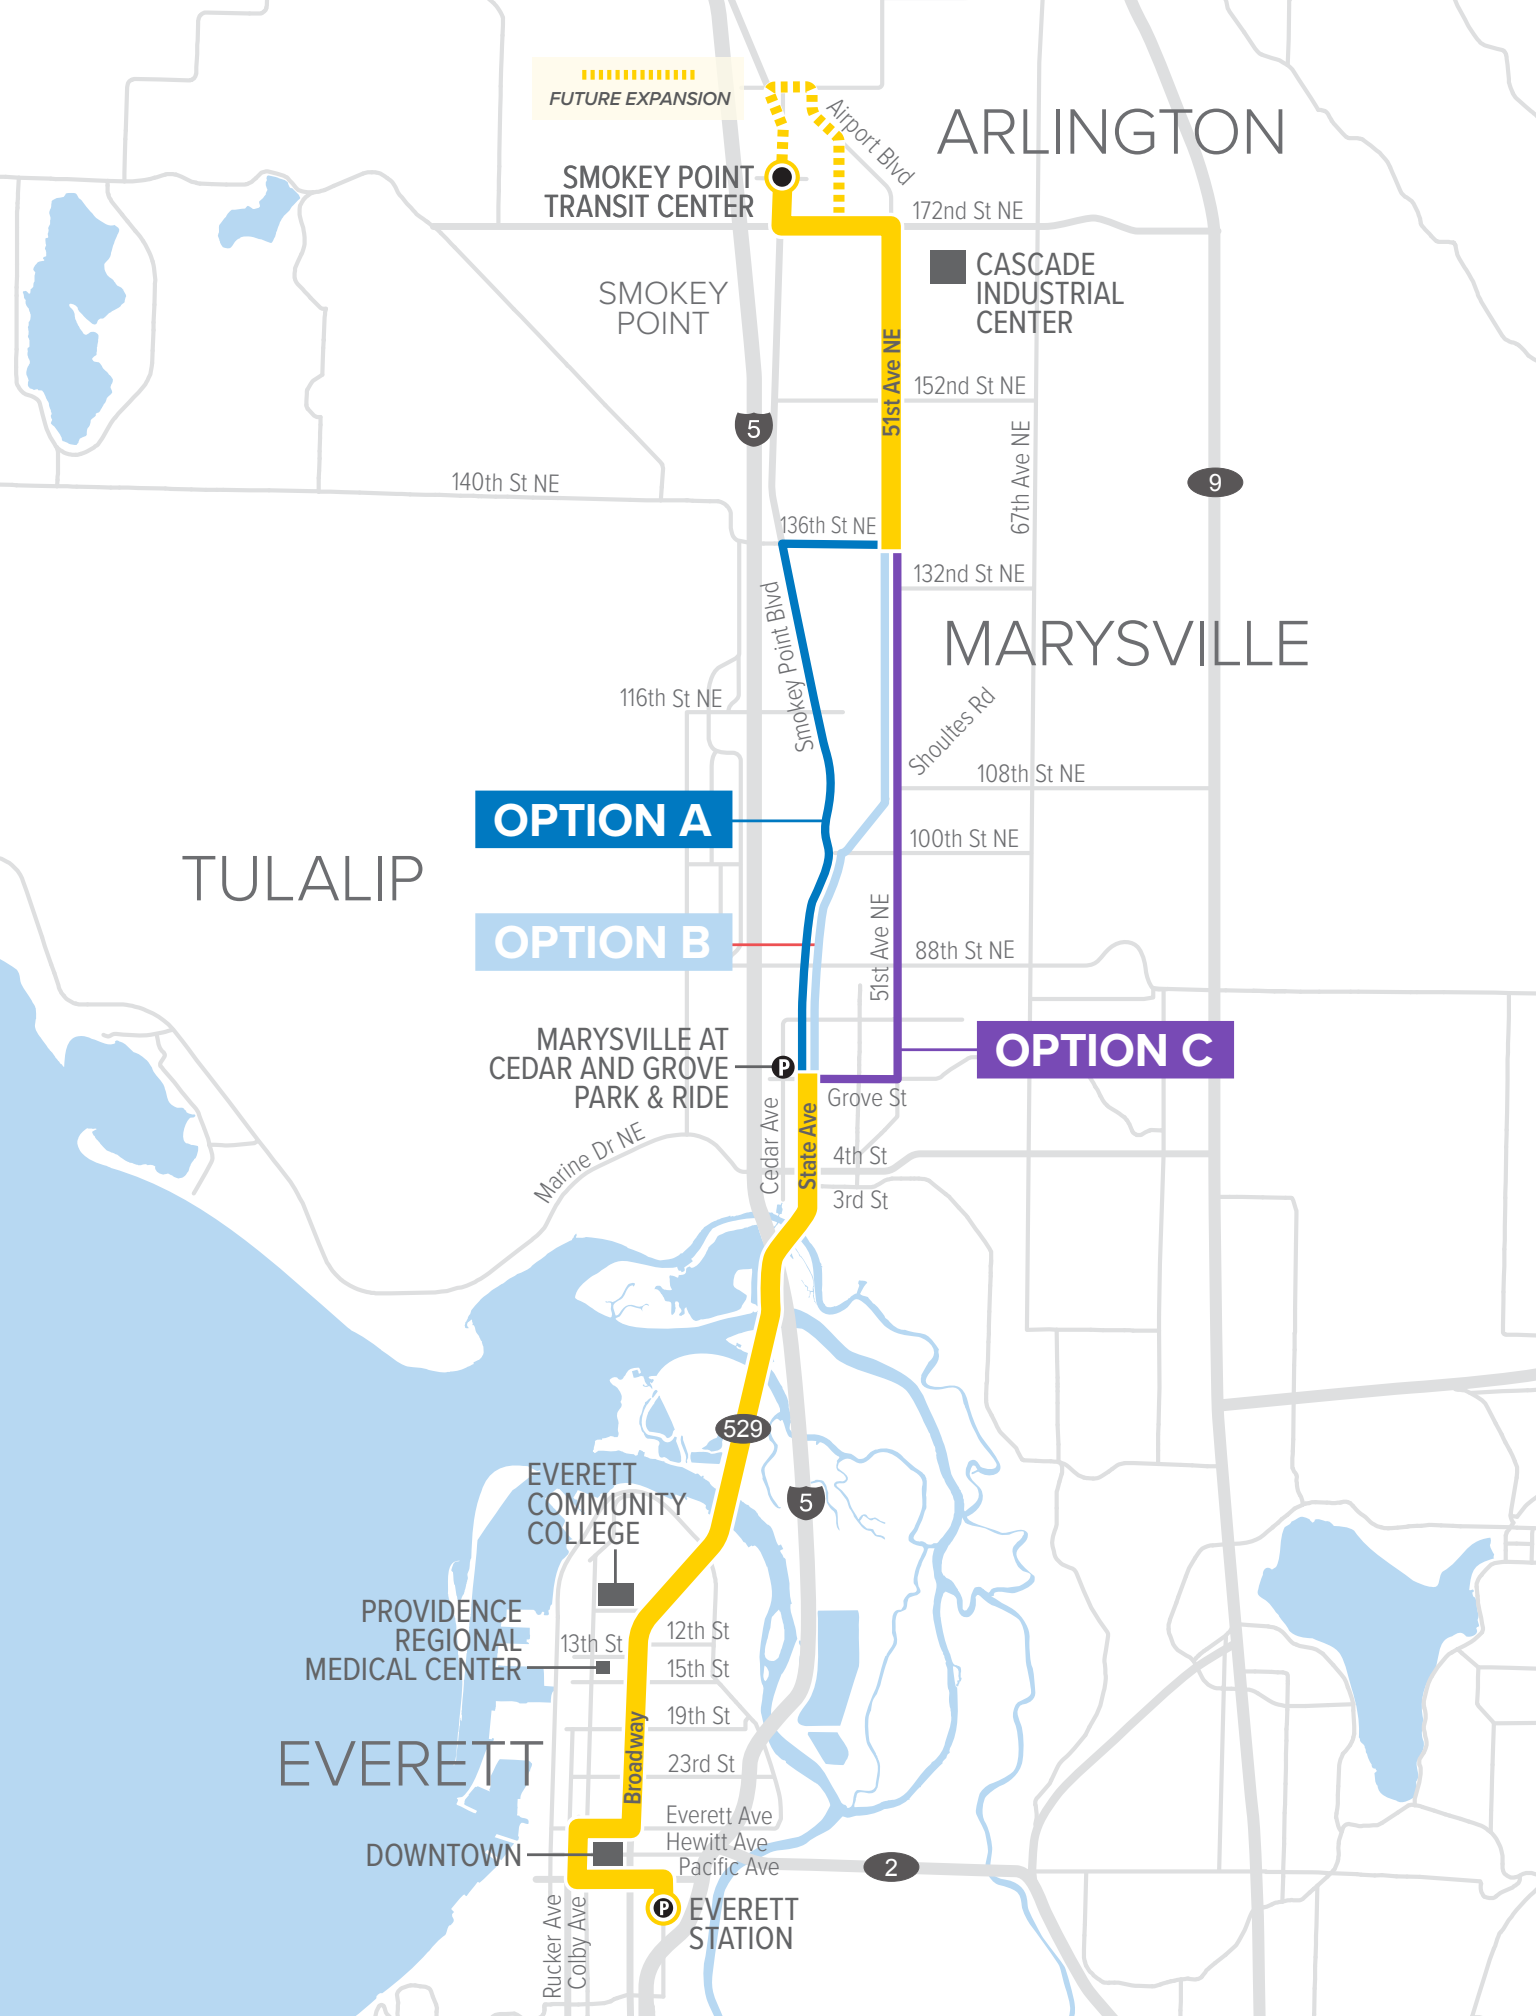 FUTURE EXPANSION
Airport Blvd
ARLINGTON
SMOKEY POINT
TRANSIT CENTER
172nd St NE
CASCADE
INDUSTRIAL
CENTER
SMOKEY
POINT
51st Ave NE
152nd St NE
5
67th Ave NE
140th St NE
9
136th St NE
132nd St NE
Smokey Point Blvd
MARYSVILLE
116th St NE
Shoultes Rd
108th St NE
OPTION A
100th St NE
TULALIP
51st Ave NE
OPTION B
88th St NE
MARYSVILLE AT
CEDAR AND GROVE
PARK & RIDE
P
OPTION C
Grove St
Cedar Ave
State Ave
Marine Dr NE
4th St
3rd St
529
EVERETT
COMMUNITY
COLLEGE
5
PROVIDENCE
REGIONAL
MEDICAL CENTER
13th St
12th St
15th St
19th St
Broadway
EVERETT
23rd St
Everett Ave
Hewitt Ave
DOWNTOWN
Pacific Ave
2
Rucker Ave
Colby Ave
P
EVERETT
STATION